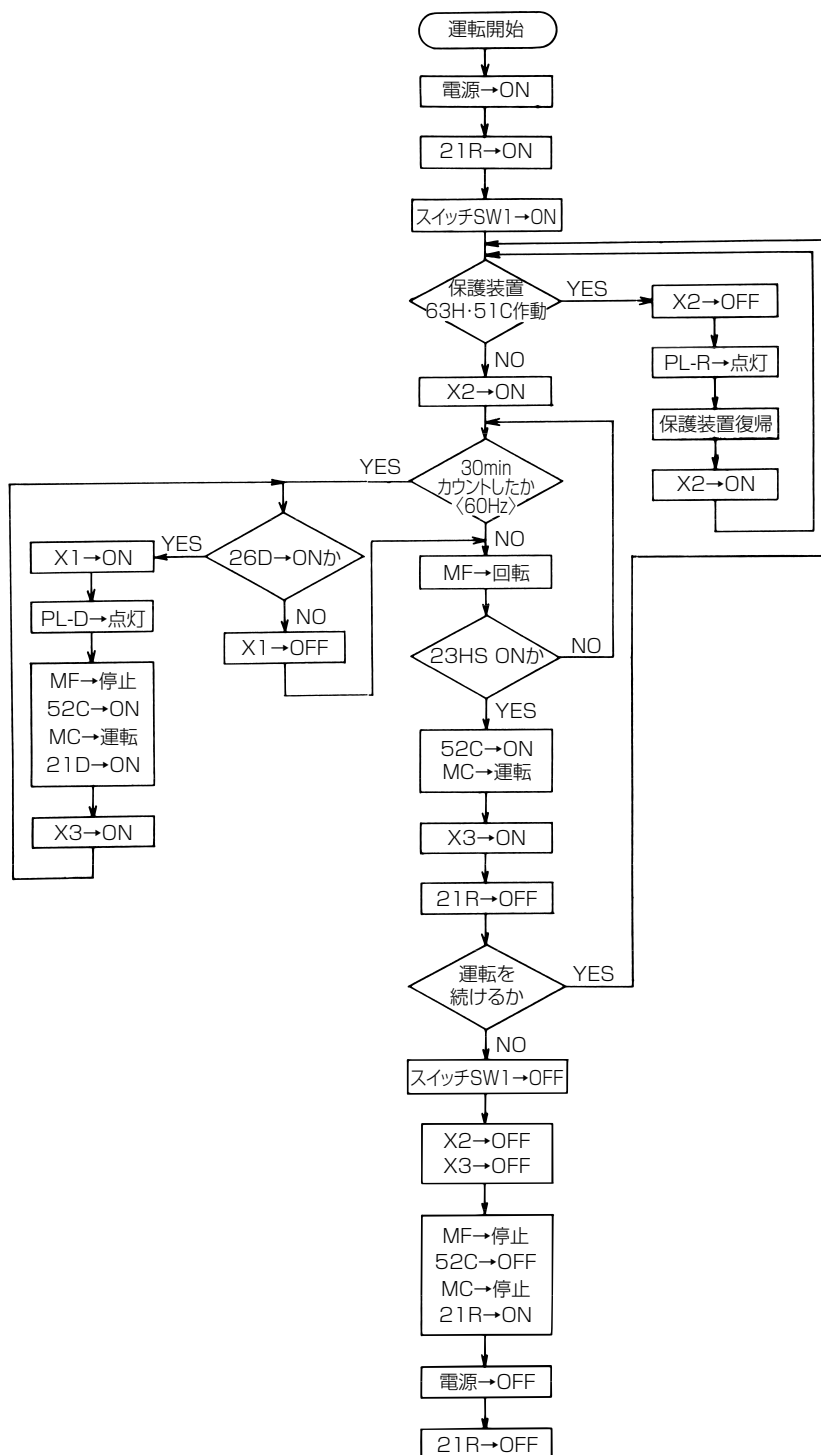 運転開始
電源→ON
21R→ON
スイッチSW1→ON
保護装置
63H・51C作動
YES
X2→OFF
PL-R→点灯
保護装置復帰
X2→ON
NO
X2→ON
30min
カウントしたか
〈60Hz〉
YES
26D→ONか
YES
X1→ON
PL-D→点灯
MF→停止
52C→ON
MC→運転
21D→ON
X3→ON
NO
X1→OFF
NO
MF→回転
23HS ONか
NO
YES
52C→ON
MC→運転
X3→ON
21R→OFF
運転を
続けるか
YES
NO
スイッチSW1→OFF
X2→OFF
X3→OFF
MF→停止
52C→OFF
MC→停止
21R→ON
電源→OFF
21R→OFF